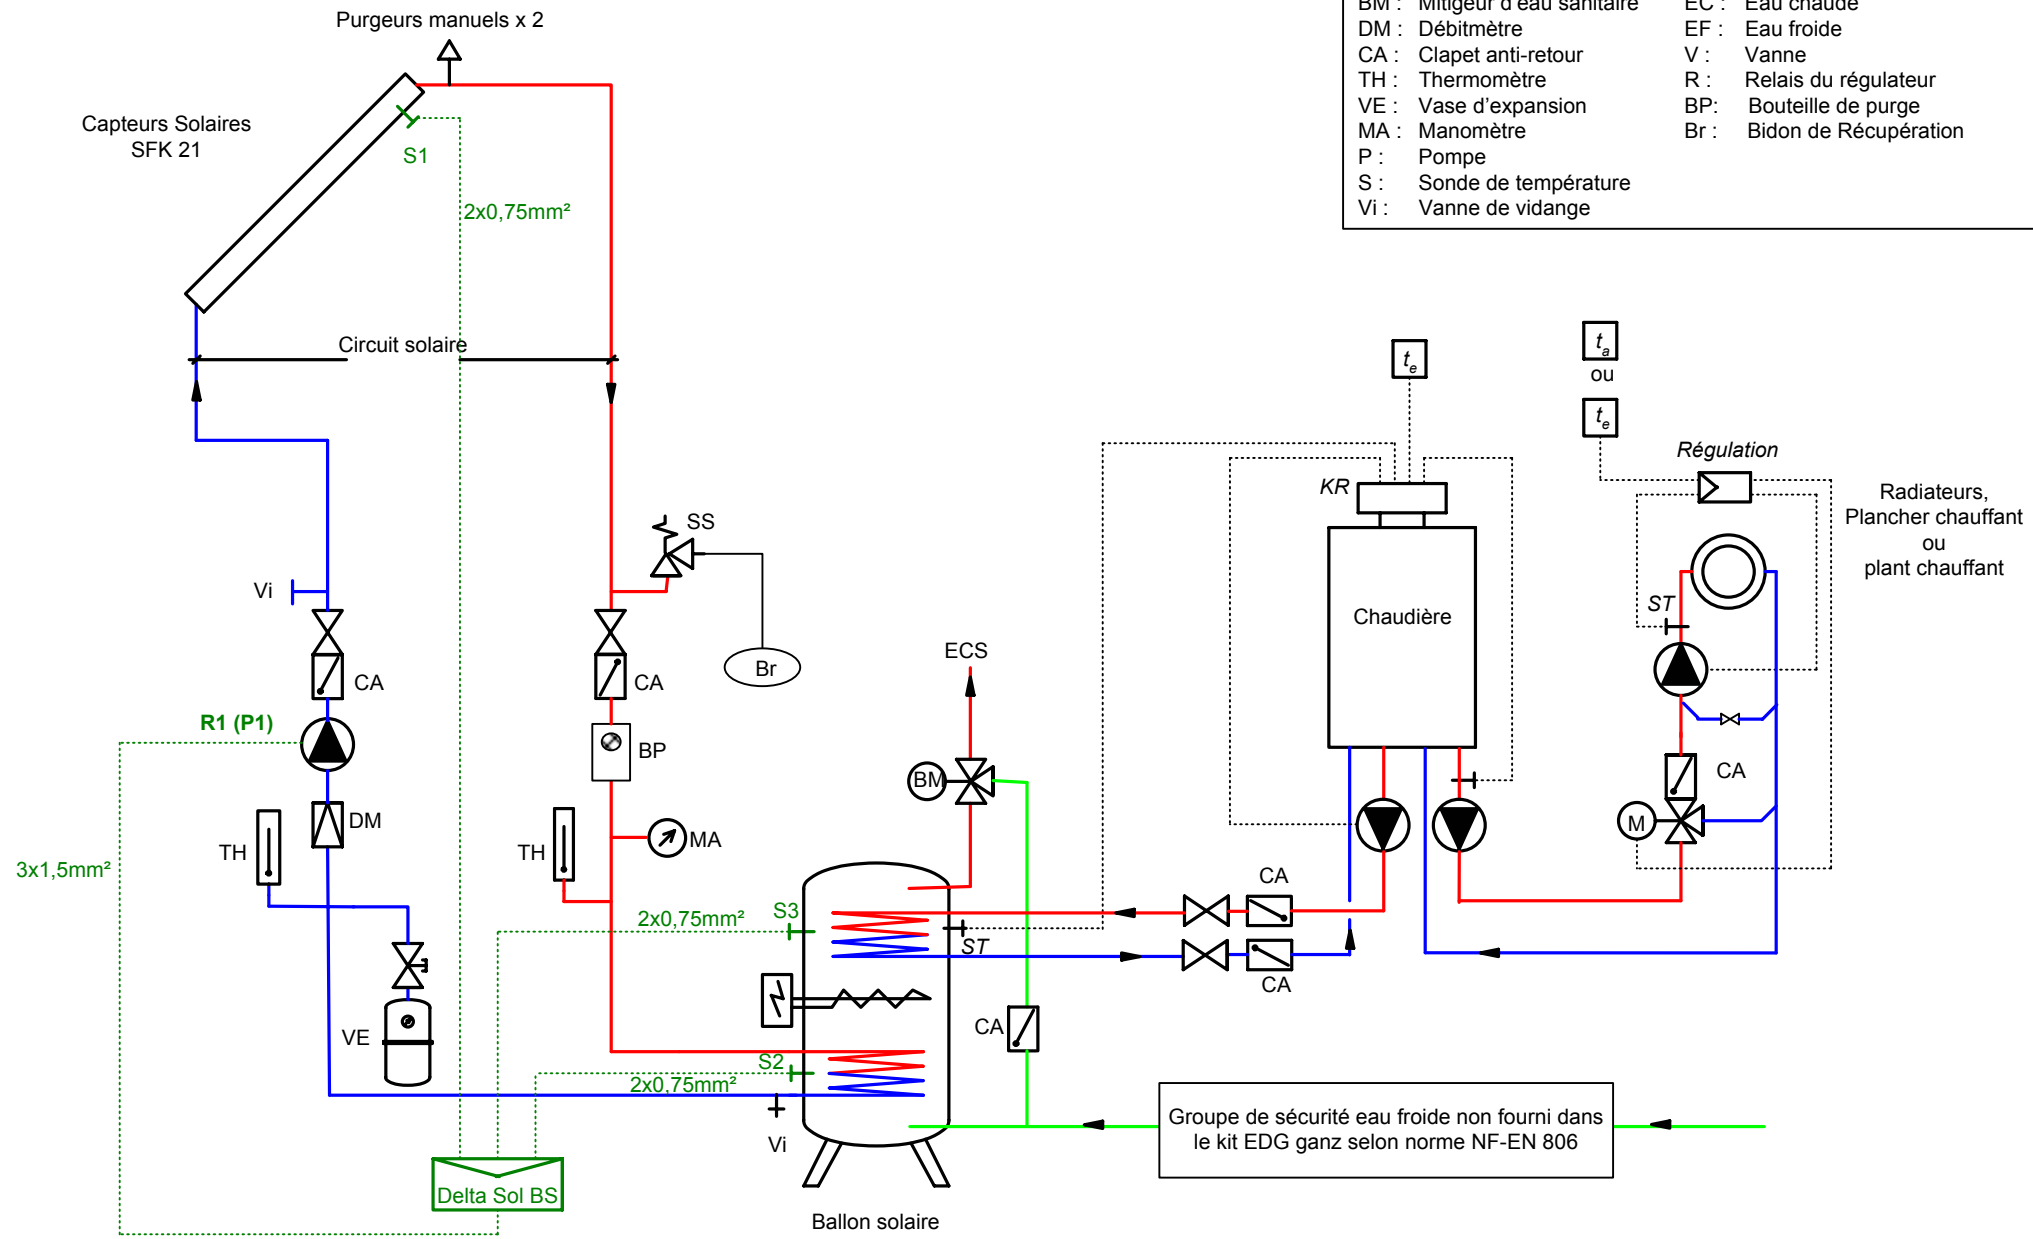 Purgeurs manuels x 2
BM : Mitigeur d'eau sanitaire EC : Eau chaude
DM : Débitmètre EF : Eau froide
CA : Clapet anti-retour V : Vanne
TH : Thermomètre R : Relais du régulateur
VE : Vase d'expansion BP: Bouteille de purge
MA : Manomètre Br : Bidon de Récupération
P : Pompe
S : Sonde de température
Vi : Vanne de vidange
Capteurs Solaires
SFK 21
S1
2x0,75mm²
Circuit solaire
te
ta
ou
te
Régulation
KR
Radiateurs,
Plancher chauffant
ou
plant chauffant
SS
Vi
Chaudière
ST
ECS
Br
CA
CA
R1 (P1)
BP
BM
CA
DM
MA
M
TH
TH
3x1,5mm²
CA
2x0,75mm²
S3
ST
CA
CA
VE
S2
2x0,75mm²
Vi
Groupe de sécurité eau froide non fourni dans
le kit EDG ganz selon norme NF-EN 806
Delta Sol BS
Ballon solaire